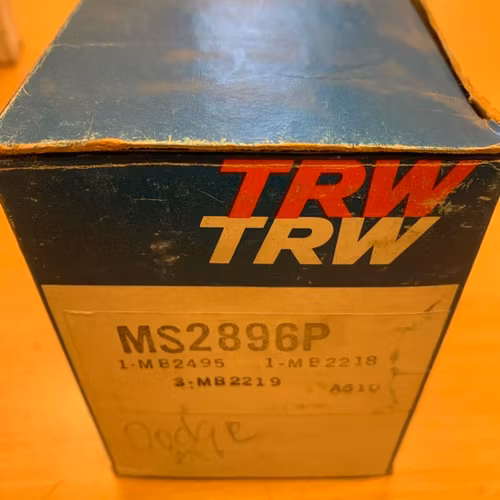 TRW
TRW
MS2896P
1-MB2495 1-MB2218
3-MB2219 A610
Dodge